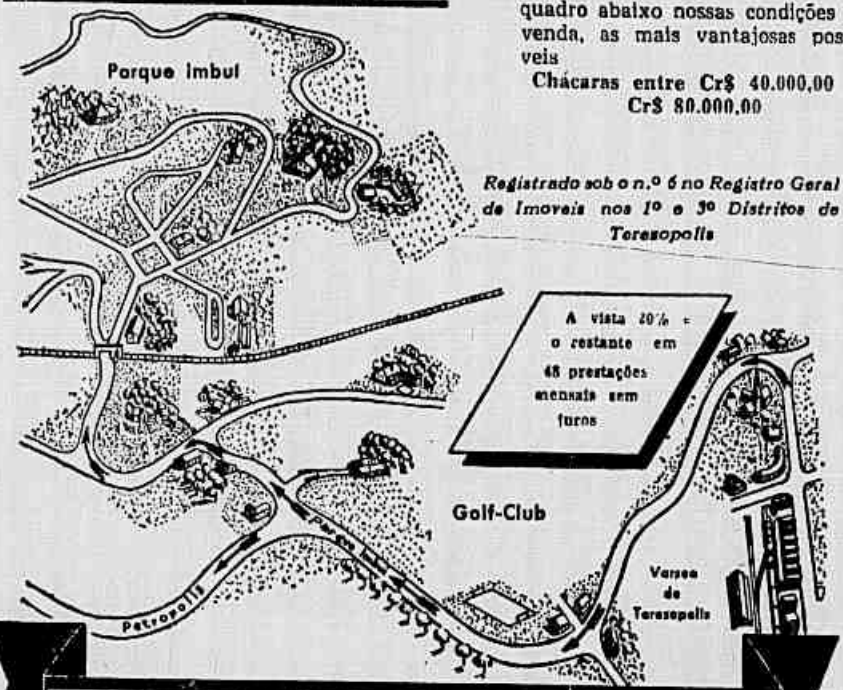 quadro abaixo nossas condições
venda, as mais vantajosas pos
veis
Chácaras entre Cr$ 40.000,00
Cr$ 80.000,00
Registrado sob o n.º 6 no Registro Geral
de Imoveis nos 1º e 3º Distritos de
Teresopolis
Parque Imbuí
A vista 20% e
o restante em
48 prestações
mensais sem
juros
Golf-Club
Petropolis
Varzea
de
Teresopolis